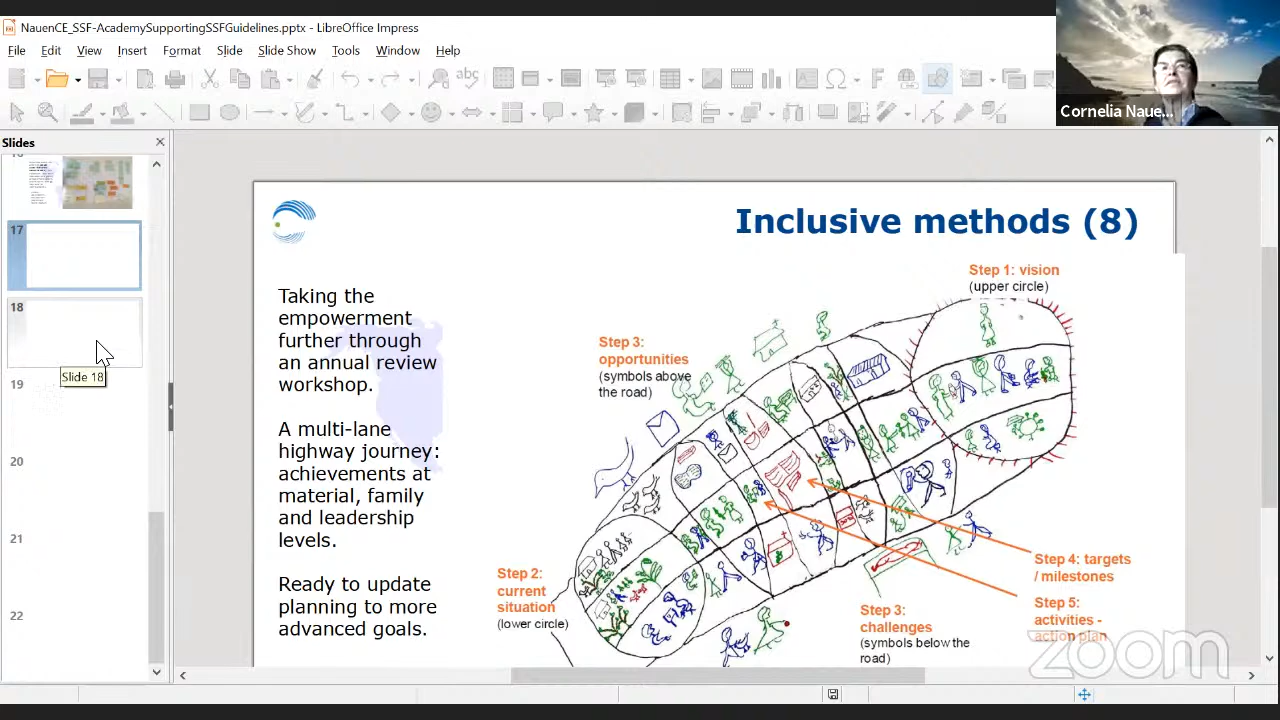 NauenCE_SSF-AcademySupportingSSFGuidelines.pptx - LibreOffice Impress
File Edit View Insert Format Slide Slide Show Tools Window Help
abc
Cornelia Naue...
Slides
16
17
18
Slide 18
19
20
21
22
Inclusive methods (8)
Taking the
empowerment
further through
an annual review
workshop.
A multi-lane
highway journey:
achievements at
material, family
and leadership
levels.
Ready to update
planning to more
advanced goals.
Step 1: vision
(upper circle)
Step 3:
opportunities
(symbols above
the road)
Step 2:
current
situation
(lower circle)
Step 4: targets
/ milestones
Step 5:
activities -
action plan
Step 3:
challenges
(symbols below the
road)
zoom